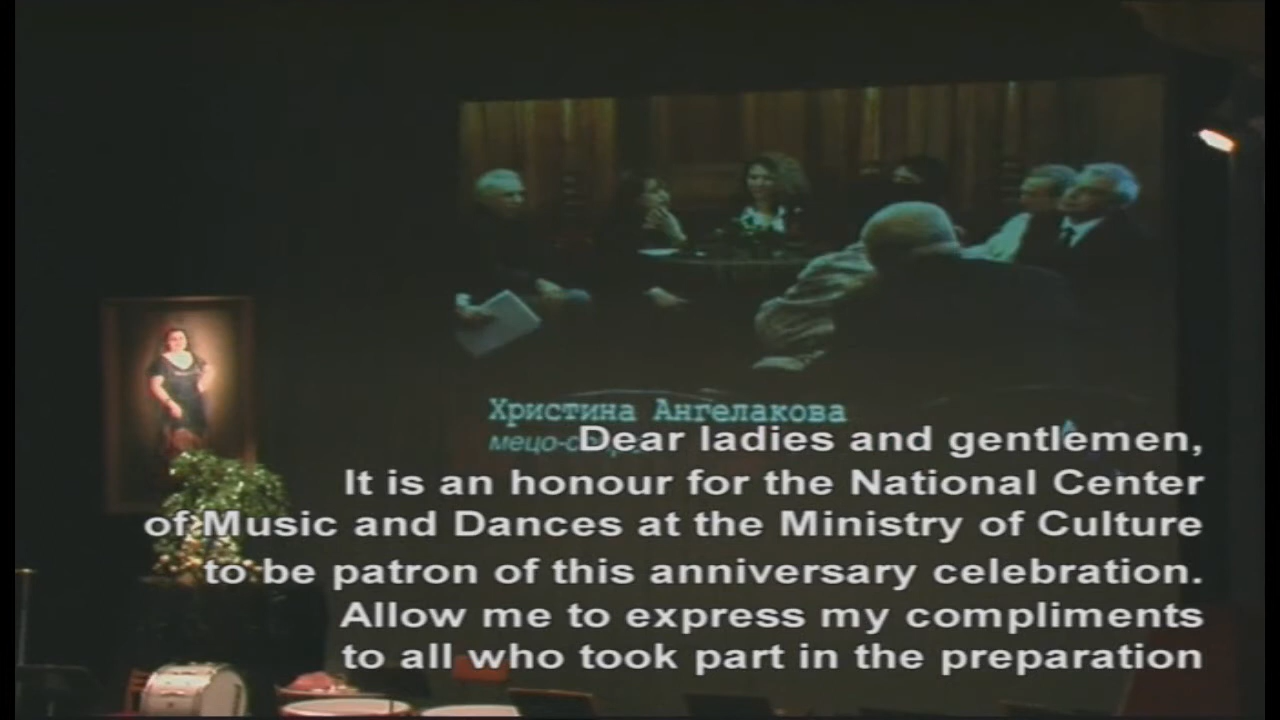 Христина Ангелакова
Dear ladies and gentlemen,
It is an honour for the National Center
of Music and Dances at the Ministry of Culture
to be patron of this anniversary celebration.
Allow me to express my compliments
to all who took part in the preparation